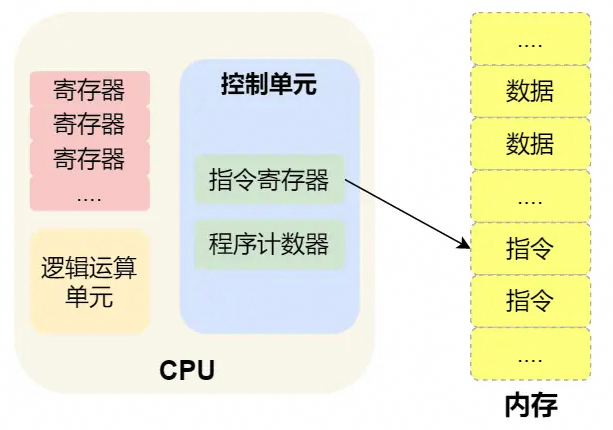 寄存器
寄存器
寄存器
....
逻辑运算
单元
控制单元
指令寄存器
程序计数器
CPU
....
数据
数据
....
指令
指令
....
内存